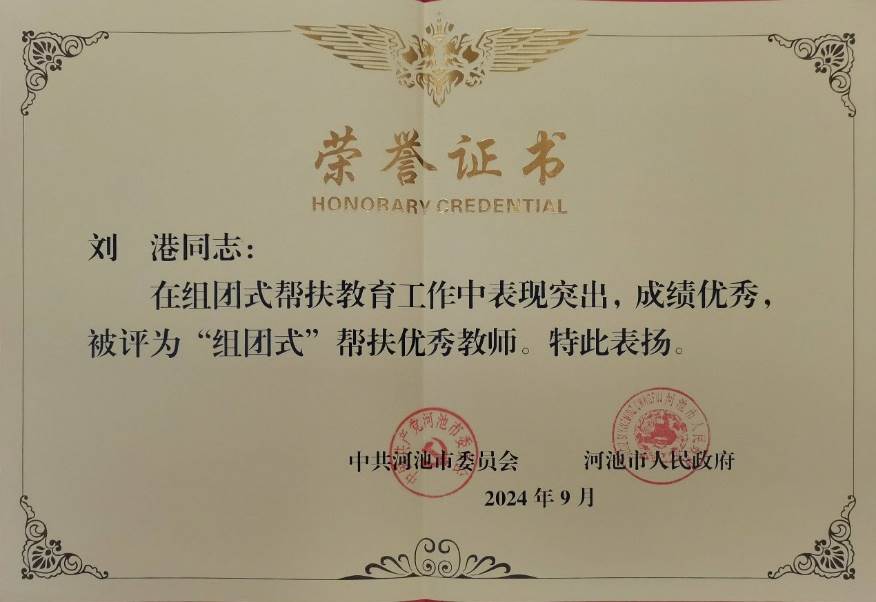 荣誉证书
HONORARY CREDENTIAL
刘 港同志：
在组团式帮扶教育工作中表现突出，成绩优秀，
被评为“组团式”帮扶优秀教师。特此表扬。
中共河池市委员会 河池市人民政府
2024 年 9 月